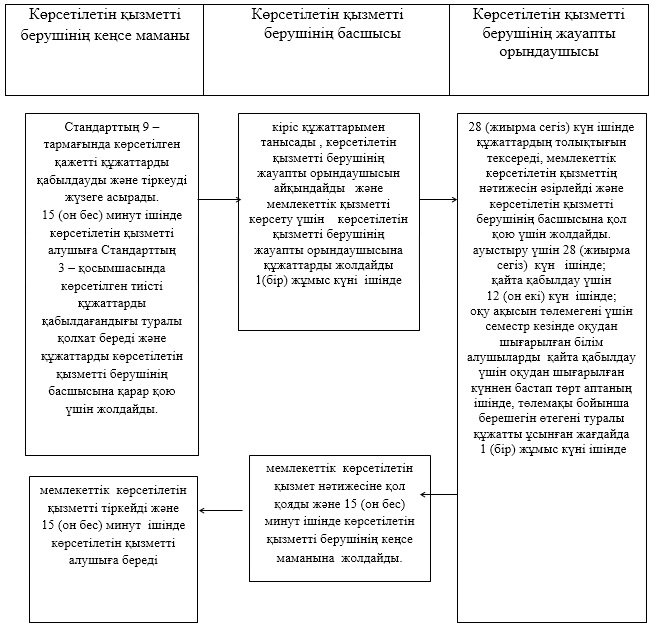 Көрсетілетін қызметті
берушінің кеңсе маманы
Көрсетілетін қызметті
берушінің басшысы
Көрсетілетін қызметті
берушінің жауапты
орындаушысы
Стандарттың 9 –
тармағында көрсетілген
қажетті құжаттарды
қабылдауды және тіркеуді
жүзеге асырады.
15 (он бес) минут ішінде
көрсетілетін қызметті
алушыға Стандарттың
3 – қосымшасында
көрсетілген тиісті
құжаттарды
қабылдағандығы туралы
қолхат береді және
құжаттарды көрсетілетін
қызметті берушінің
басшысына қарар қою
үшін жолдайды.
кіріс құжаттарымен
танысады , көрсетілетін
қызметті берушінің
жауапты орындаушысын
айқындайды және
мемлекеттік қызметті
көрсету үшін көрсетілетін
қызметті берушінің
жауапты орындаушысына
құжаттарды жолдайды
1(бір) жұмыс күні ішінде
28 (жиырма сегіз) күн ішінде
құжаттардың толықтығын
тексереді, мемлекеттік
көрсетілетін қызметтің
нәтижесін әзірлейді және
көрсетілетін қызметті
берушінің басшысына қол
қою үшін жолдайды.
ауыстыру үшін 28 (жиырма
сегіз) күн ішінде;
қайта қабылдау үшін
12 (он екі) күн ішінде;
оқу ақысын төлемегені үшін
семестр кезінде оқудан
шығарылған білім
алушыларды қайта қабылдау
үшін оқудан шығарылған
күннен бастап төрт аптаның
ішінде, төлемақы бойынша
берешегін өтегені туралы
құжатты ұсынған жағдайда
1 (бір) жұмыс күні ішінде
мемлекеттік көрсетілетін
қызмет нәтижесіне қол
қояды және 15 (он бес)
минут ішінде көрсетілетін
қызметті берушінің кеңсе
маманына жолдайды.
мемлекеттік көрсетілетін
қызметті тіркейді және
15 (он бес) минут ішінде
көрсетілетін қызметті
алушыға береді